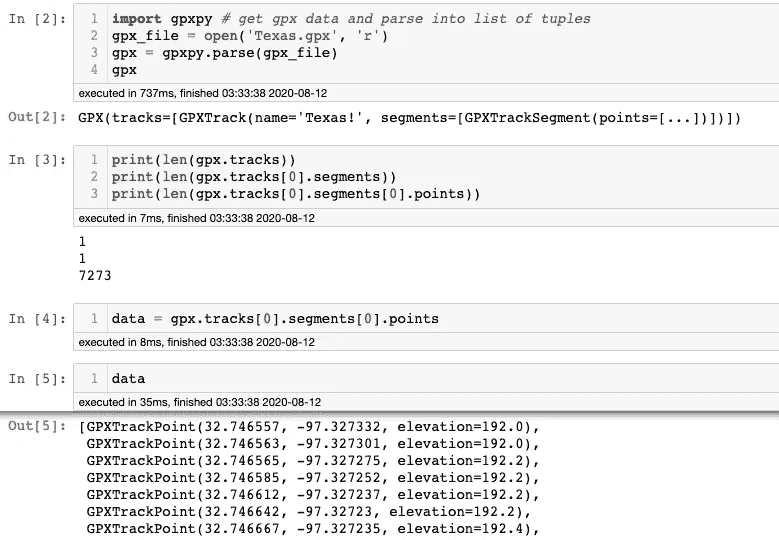 In [2]:
1 import gpxpy # get gpx data and parse into list of tuples
2 gpx_file = open('Texas.gpx', 'r')
3 gpx = gpxpy.parse(gpx_file)
4 gpx
executed in 737ms, finished 03:33:38 2020-08-12
Out[2]: GPX(tracks=[GPXTrack(name='Texas!', segments=[GPXTrackSegment(points=[...])])])
In [3]:
1 print(len(gpx.tracks))
2 print(len(gpx.tracks[0].segments))
3 print(len(gpx.tracks[0].segments[0].points))
executed in 7ms, finished 03:33:38 2020-08-12
1
1
7273
In [4]:
1 data = gpx.tracks[0].segments[0].points
executed in 8ms, finished 03:33:38 2020-08-12
In [5]:
1 data
executed in 35ms, finished 03:33:38 2020-08-12
Out[5]: [GPXTrackPoint(32.746557, -97.327332, elevation=192.0),
GPXTrackPoint(32.746563, -97.327301, elevation=192.0),
GPXTrackPoint(32.746565, -97.327275, elevation=192.2),
GPXTrackPoint(32.746585, -97.327252, elevation=192.2),
GPXTrackPoint(32.746612, -97.327237, elevation=192.2),
GPXTrackPoint(32.746642, -97.32723, elevation=192.2),
GPXTrackPoint(32.746667, -97.327235, elevation=192.4),